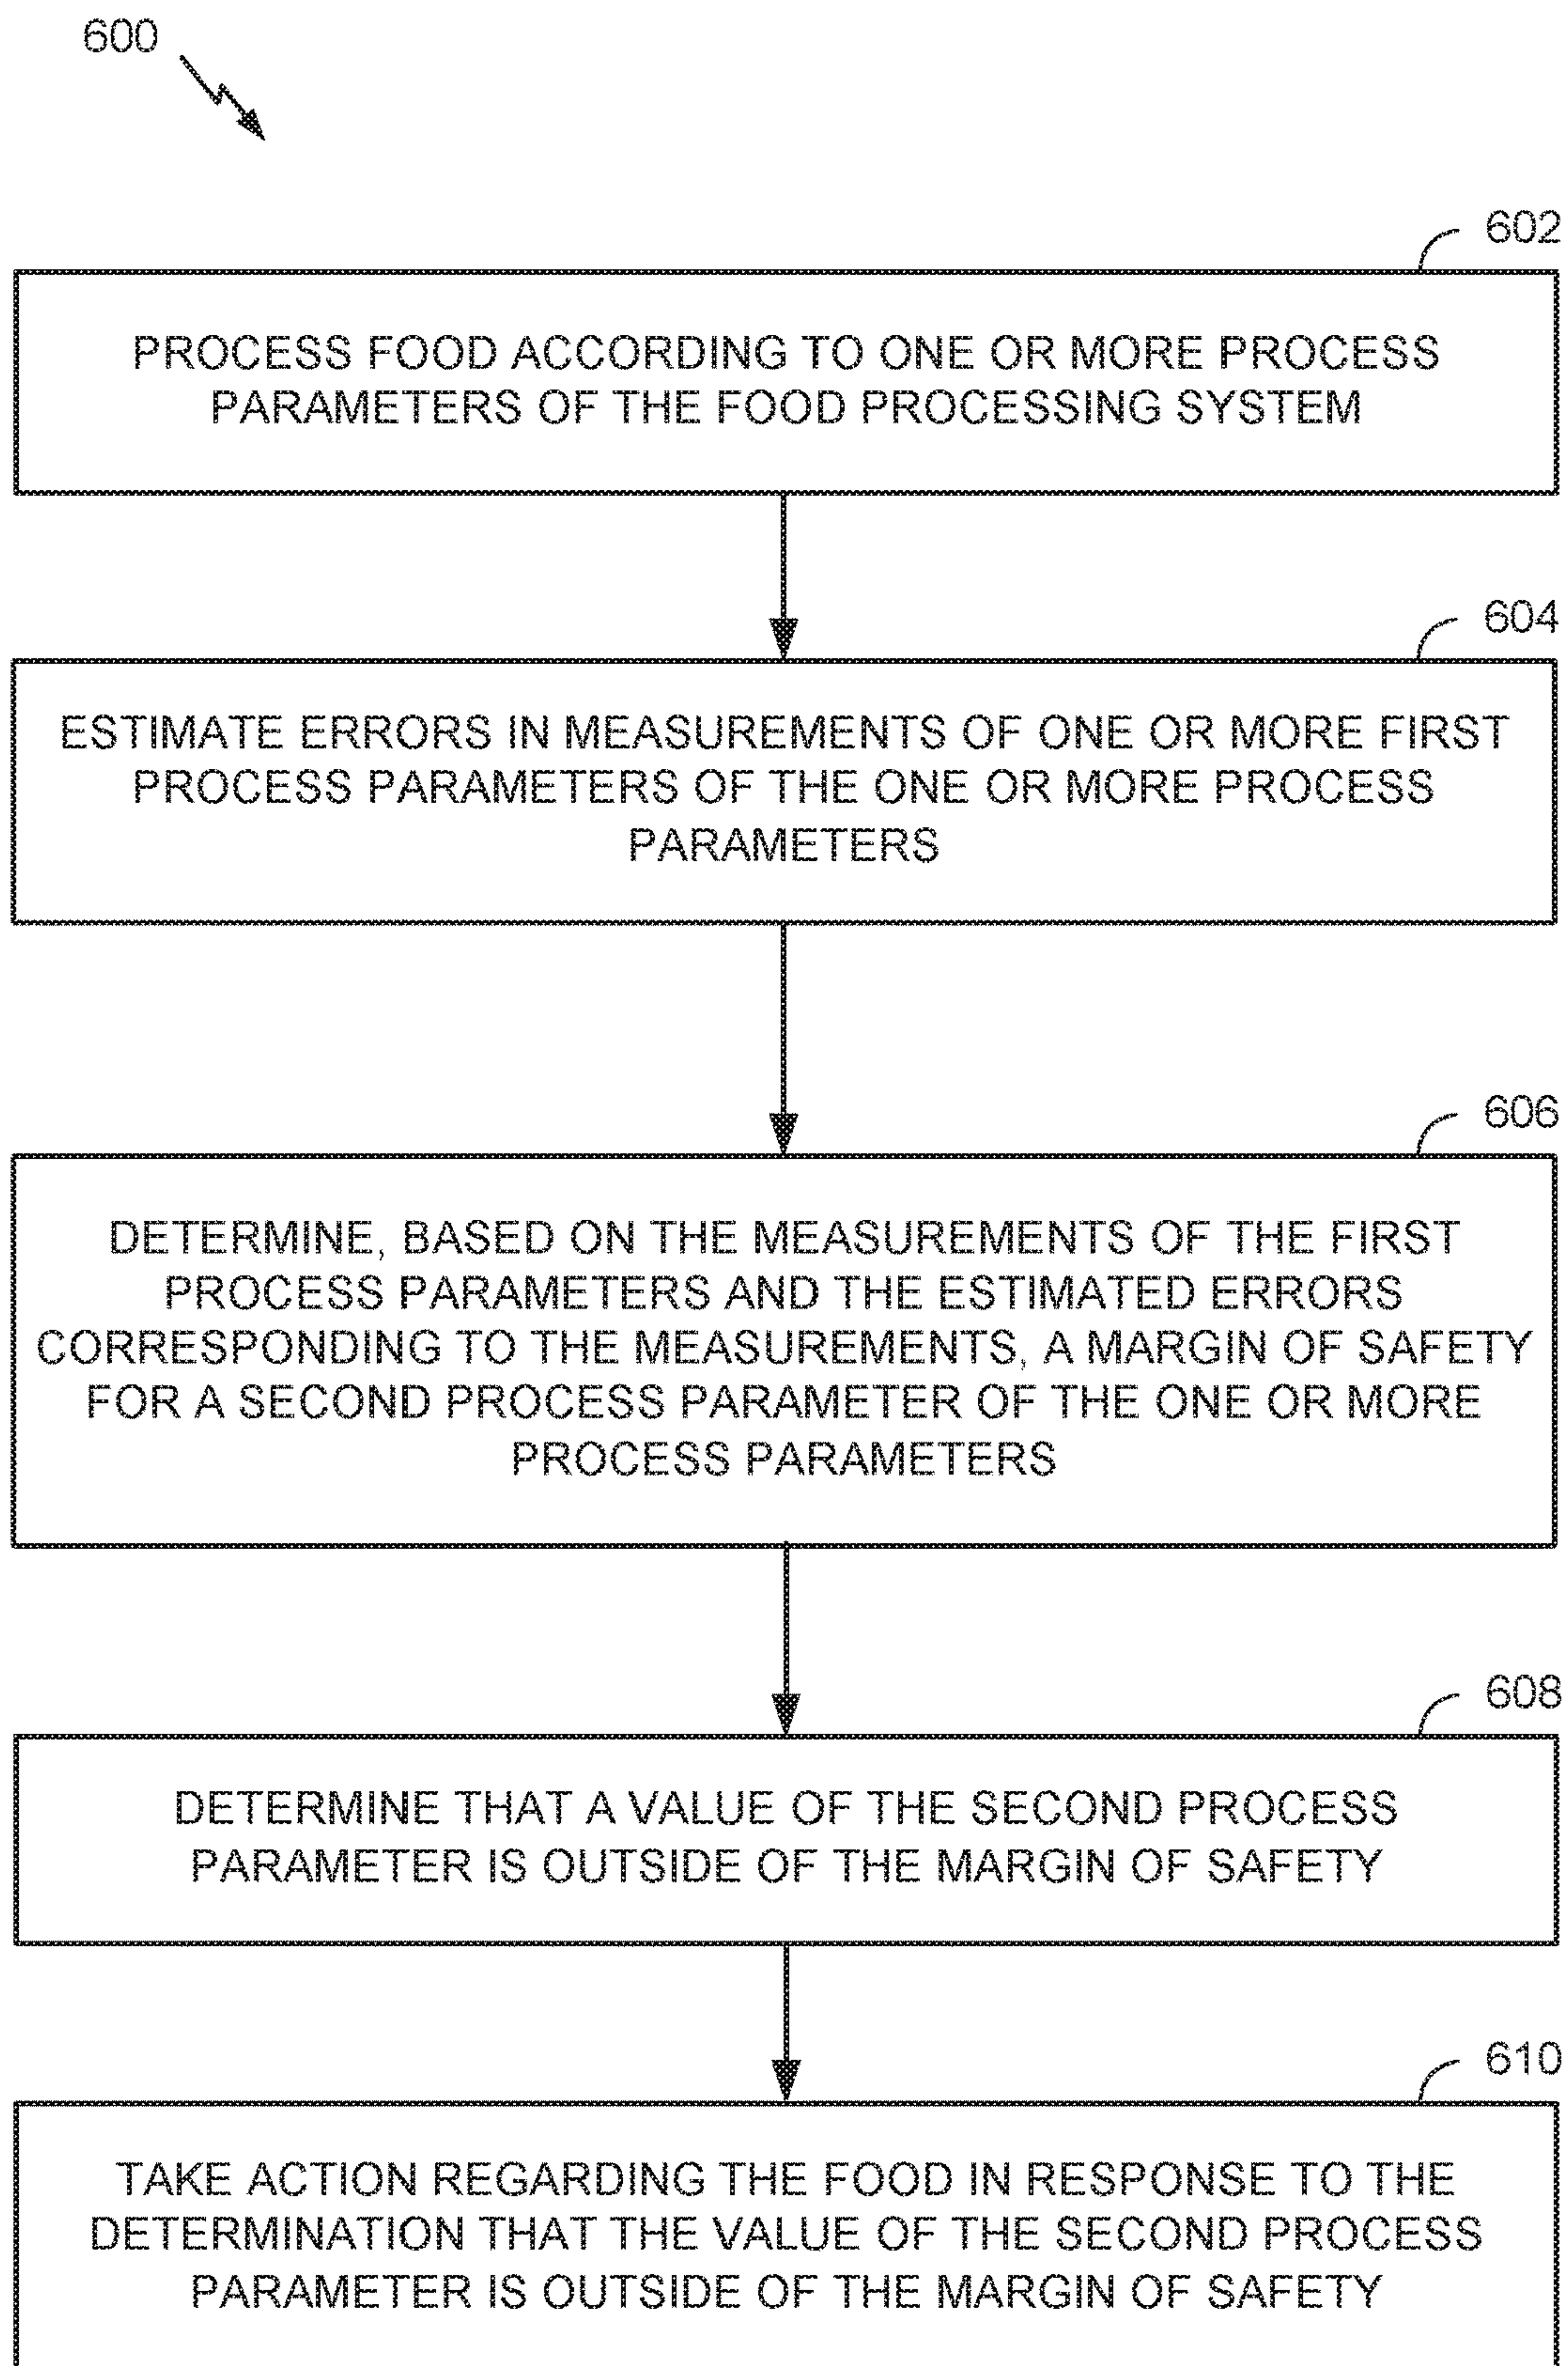 600
602
PROCESS FOOD ACCORDING TO ONE OR MORE PROCESS
PARAMETERS OF THE FOOD PROCESSING SYSTEM
604
ESTIMATE ERRORS IN MEASUREMENTS OF ONE OR MORE FIRST
PROCESS PARAMETERS OF THE ONE OR MORE PROCESS
PARAMETERS
606
DETERMINE, BASED ON THE MEASUREMENTS OF THE FIRST
PROCESS PARAMETERS AND THE ESTIMATED ERRORS
CORRESPONDING TO THE MEASUREMENTS, A MARGIN OF SAFETY
FOR A SECOND PROCESS PARAMETER OF THE ONE OR MORE
PROCESS PARAMETERS
608
DETERMINE THAT A VALUE OF THE SECOND PROCESS
PARAMETER IS OUTSIDE OF THE MARGIN OF SAFETY
610
TAKE ACTION REGARDING THE FOOD IN RESPONSE TO THE
DETERMINATION THAT THE VALUE OF THE SECOND PROCESS
PARAMETER IS OUTSIDE OF THE MARGIN OF SAFETY